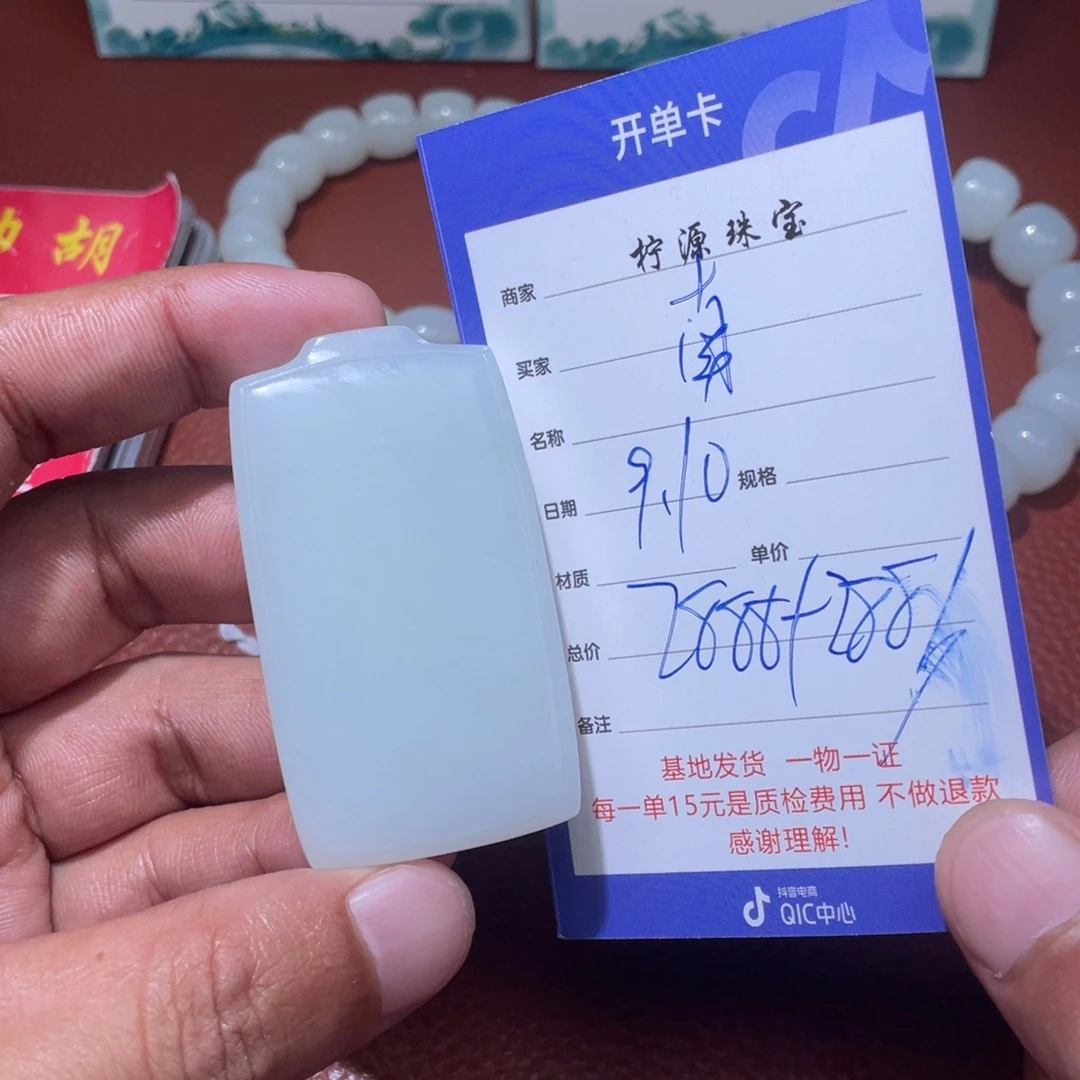 开单卡
胡
柠源珠宝
商家
买家
名称
日期 9.10 规格
材质 单价
总价
备注
基地发货 一物一证
每一单15元是质检费用 不做退款
感谢理解!
抖音电商
QIC中心